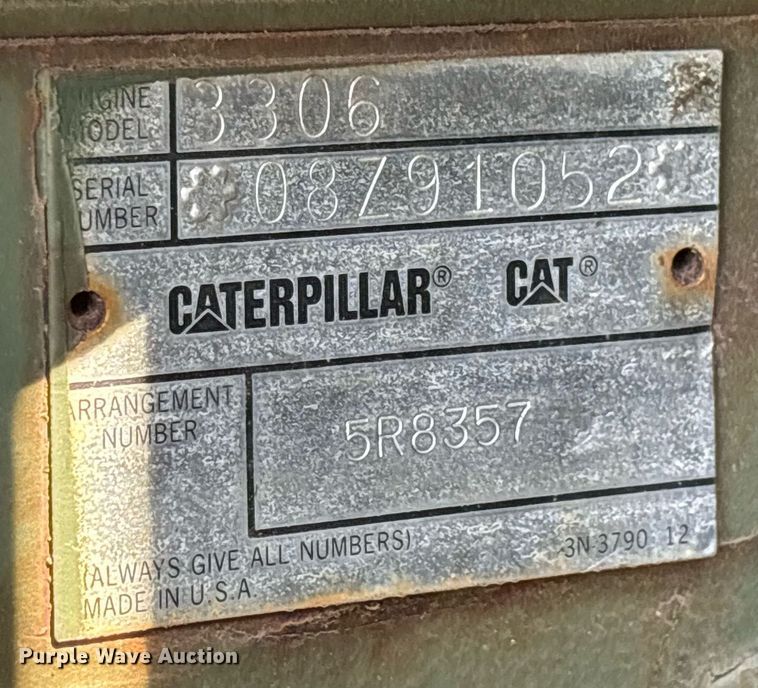 ENGINE 3306
MODEL
SERIAL 08Z91052
NUMBER
CATERPILLAR® CAT®
ARRANGEMENT
NUMBER
5R8357
(ALWAYS GIVE ALL NUMBERS) 3N-3790 12
MADE IN U.S.A.
Purple Wave Auction